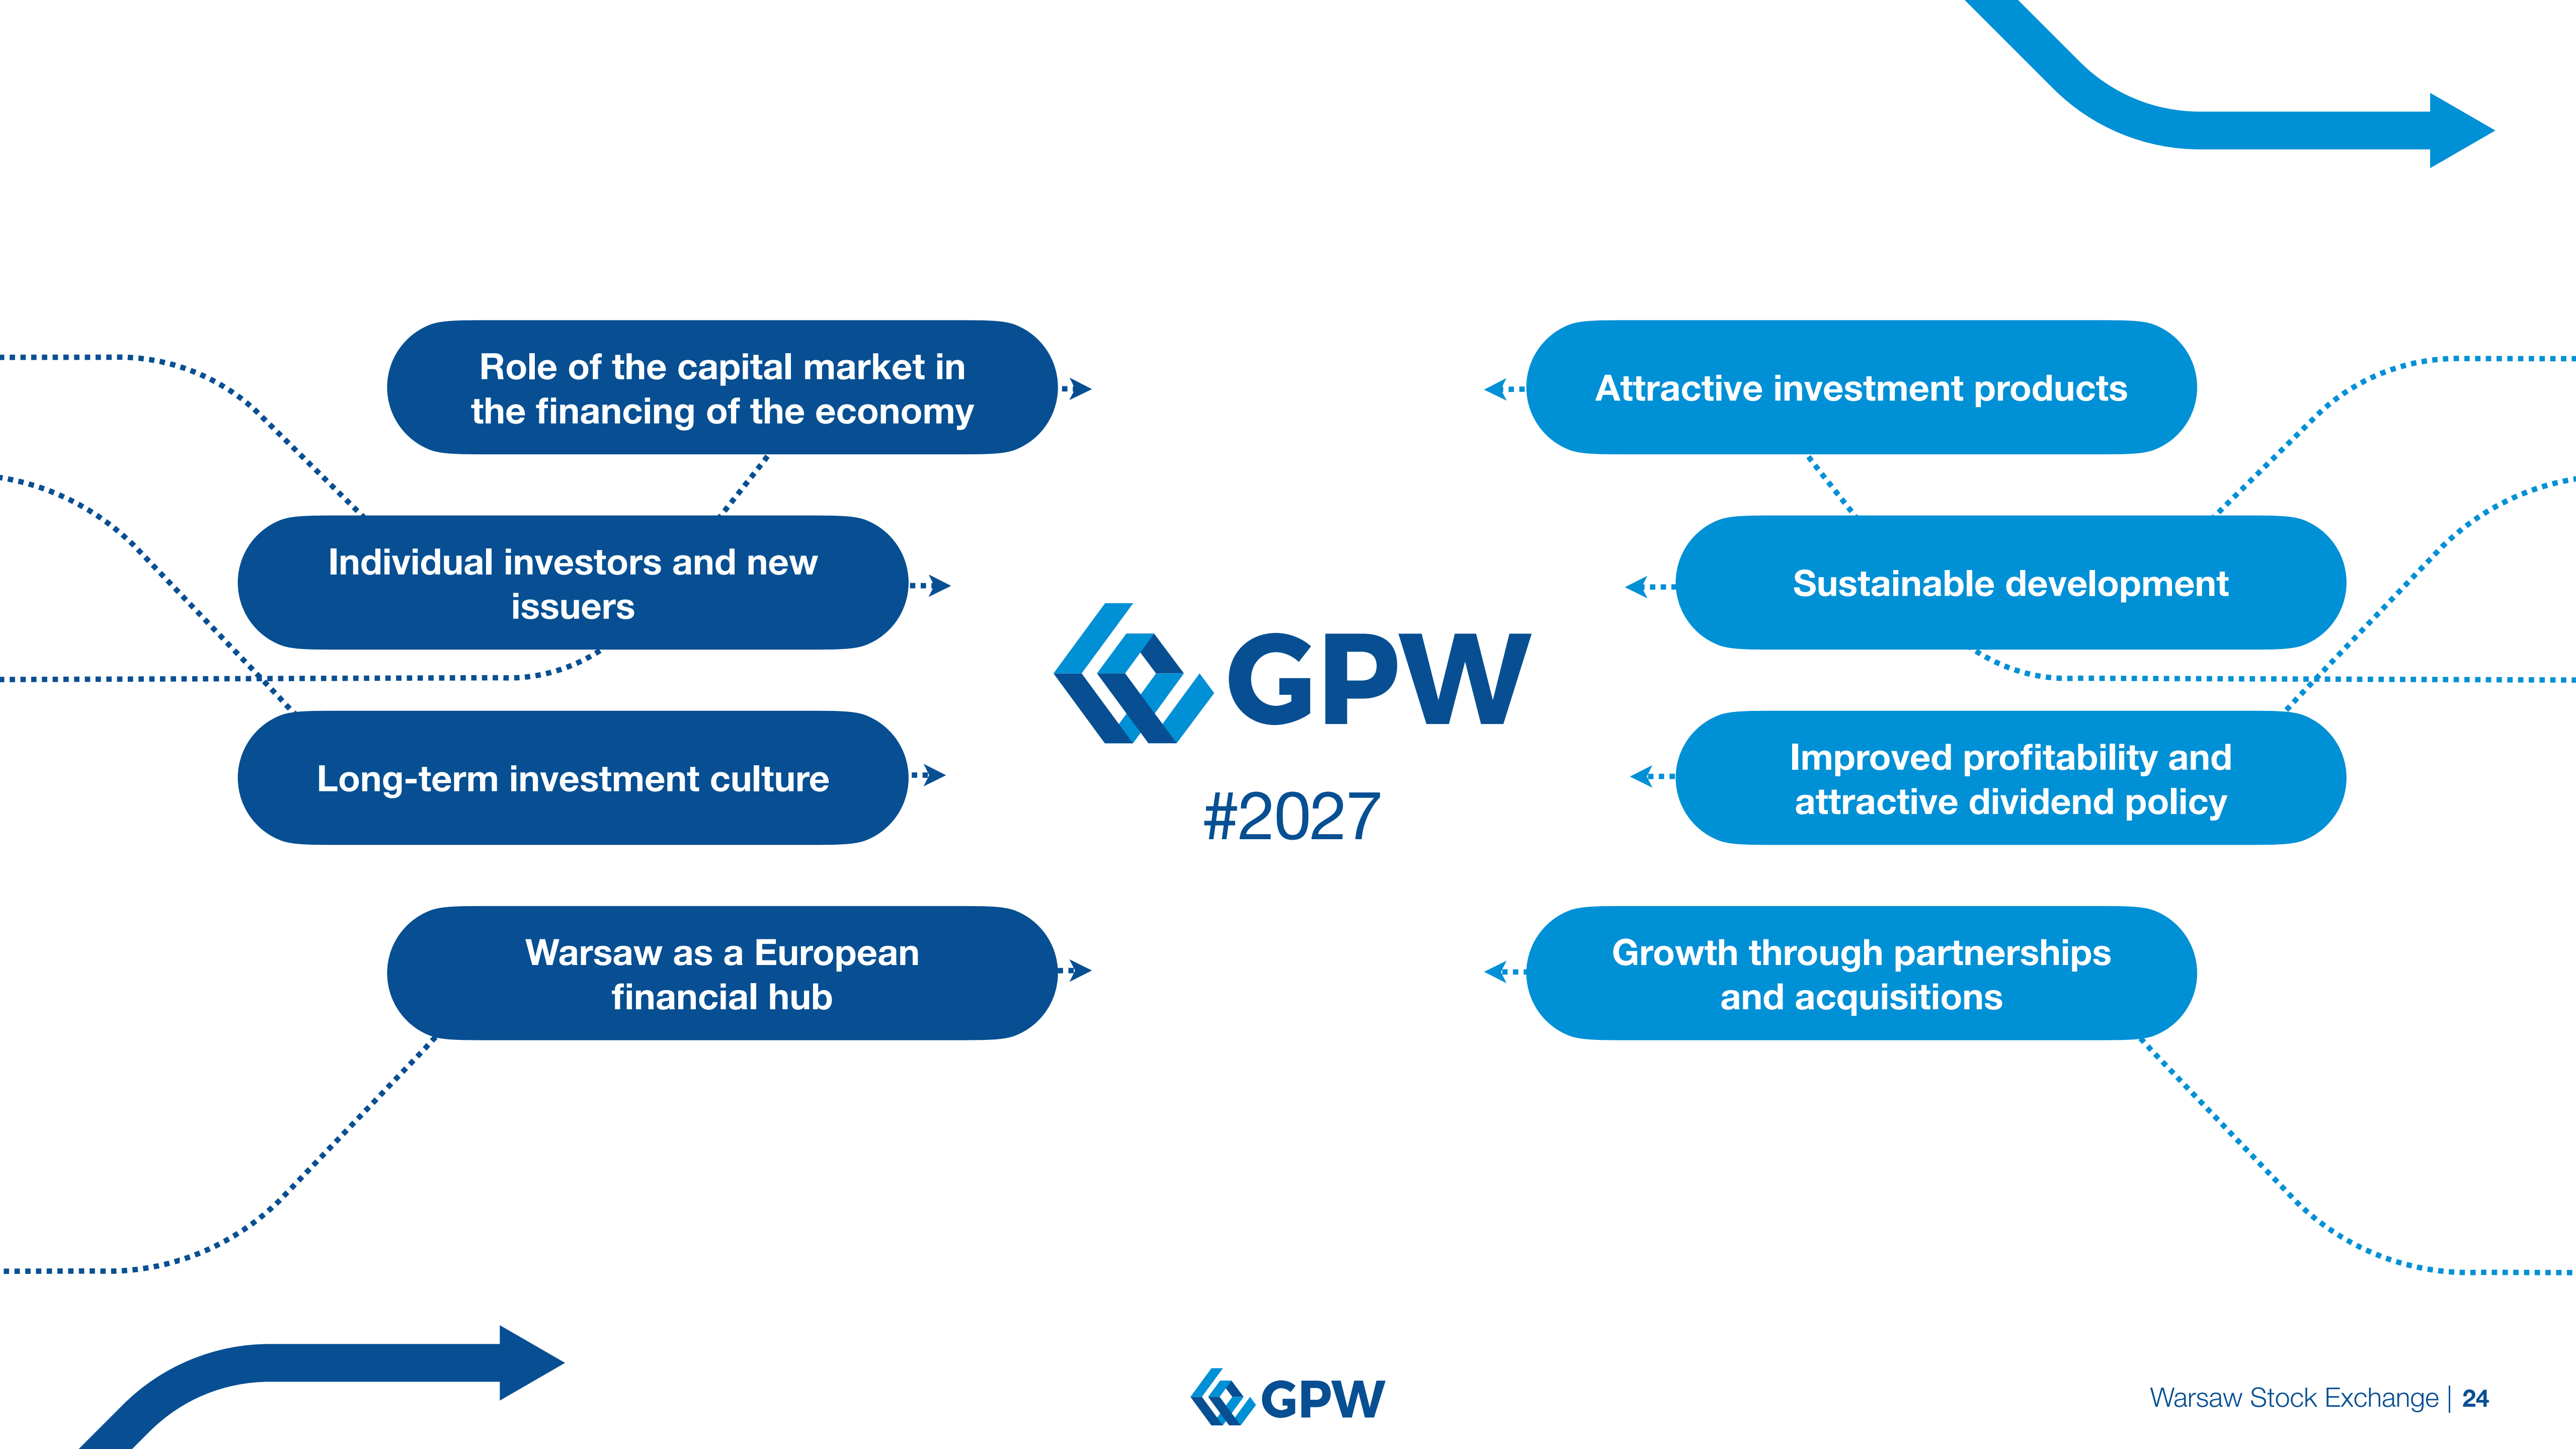 Role of the capital market in
the financing of the economy
Individual investors and new
issuers
Long-term investment culture
Warsaw as a European
financial hub
GPW
#2027
Attractive investment products
Sustainable development
Improved profitability and
attractive dividend policy
Growth through partnerships
and acquisitions
GPW
Warsaw Stock Exchange | 24